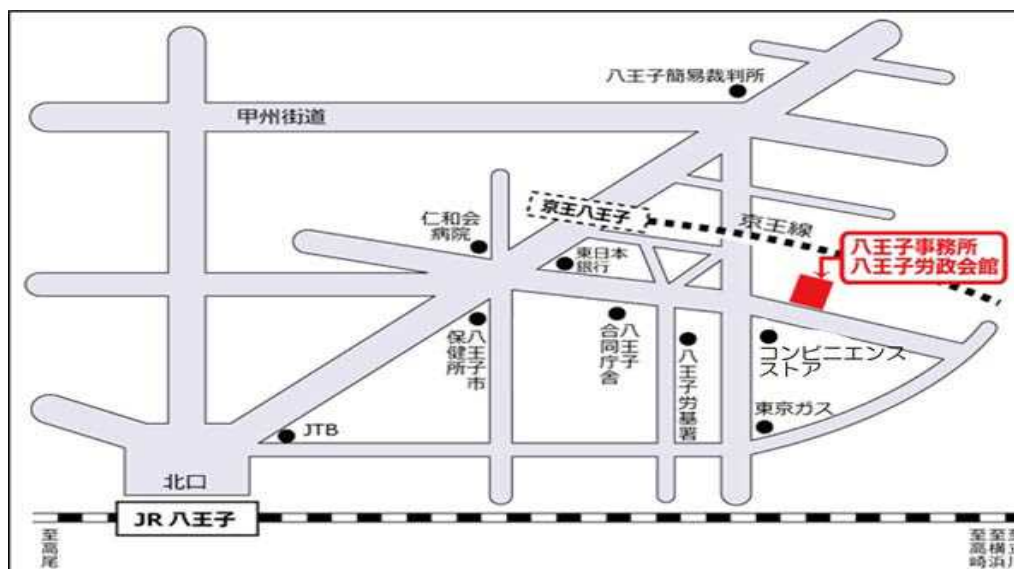 八王子簡易裁判所
甲州街道
京王八王子
京王線
仁和会
病院
東日本
銀行
八王子事務所
八王子労政会館
八王子市
保健所
八王子
合同庁舎
八王子労基署
コンビニエンス
ストア
東京ガス
JTB
北口
JR 八王子
至高尾
至立川
至横浜
至高崎